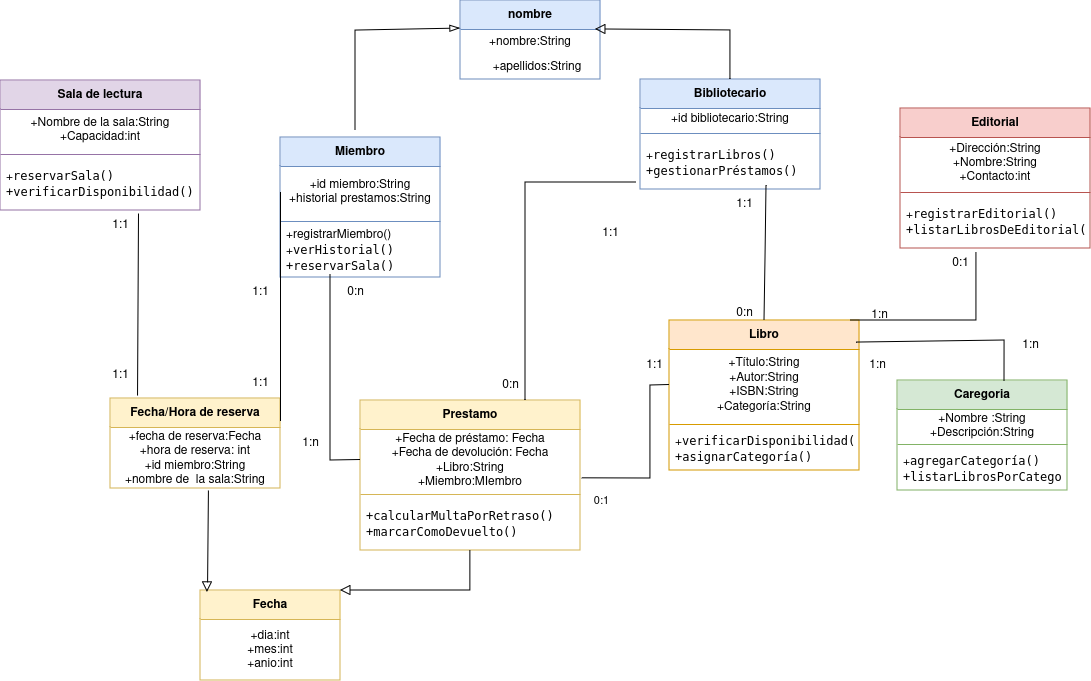 nombre
+nombre:String
+apellidos:String
Sala de lectura
+Nombre de la sala:String
+Capacidad:int
+reservarSala()
+verificarDisponibilidad()
Miembro
+id miembro:String
+historial prestamos:String
+registrarMiembro()
+verHistorial()
+reservarSala()
Bibliotecario
+id bibliotecario:String
+registrarLibros()
+gestionarPréstamos()
Editorial
+Dirección:String
+Nombre:String
+Contacto:int
+registrarEditorial()
+listarLibrosDeEditorial(
1:1
1:1
1:1
0:1
1:1
0:n
0:n
1:n
1:n
1:1
1:1
0:n
1:1
1:n
Libro
+Título:String
+Autor:String
+ISBN:String
+Categoría:String
+verificarDisponibilidad(
+asignarCategoría()
Caregoria
+Nombre :String
+Descripción:String
+agregarCategoría()
+listarLibrosPorCatego
Fecha/Hora de reserva
+fecha de reserva:Fecha
+hora de reserva: int
+id miembro:String
+nombre de  la sala:String
1:n
Prestamo
+Fecha de préstamo: Fecha
+Fecha de devolución: Fecha
+Libro:String
+Miembro:MIembro
+calcularMultaPorRetraso()
+marcarComoDevuelto()
0:1
Fecha
+dia:int
+mes:int
+anio:int